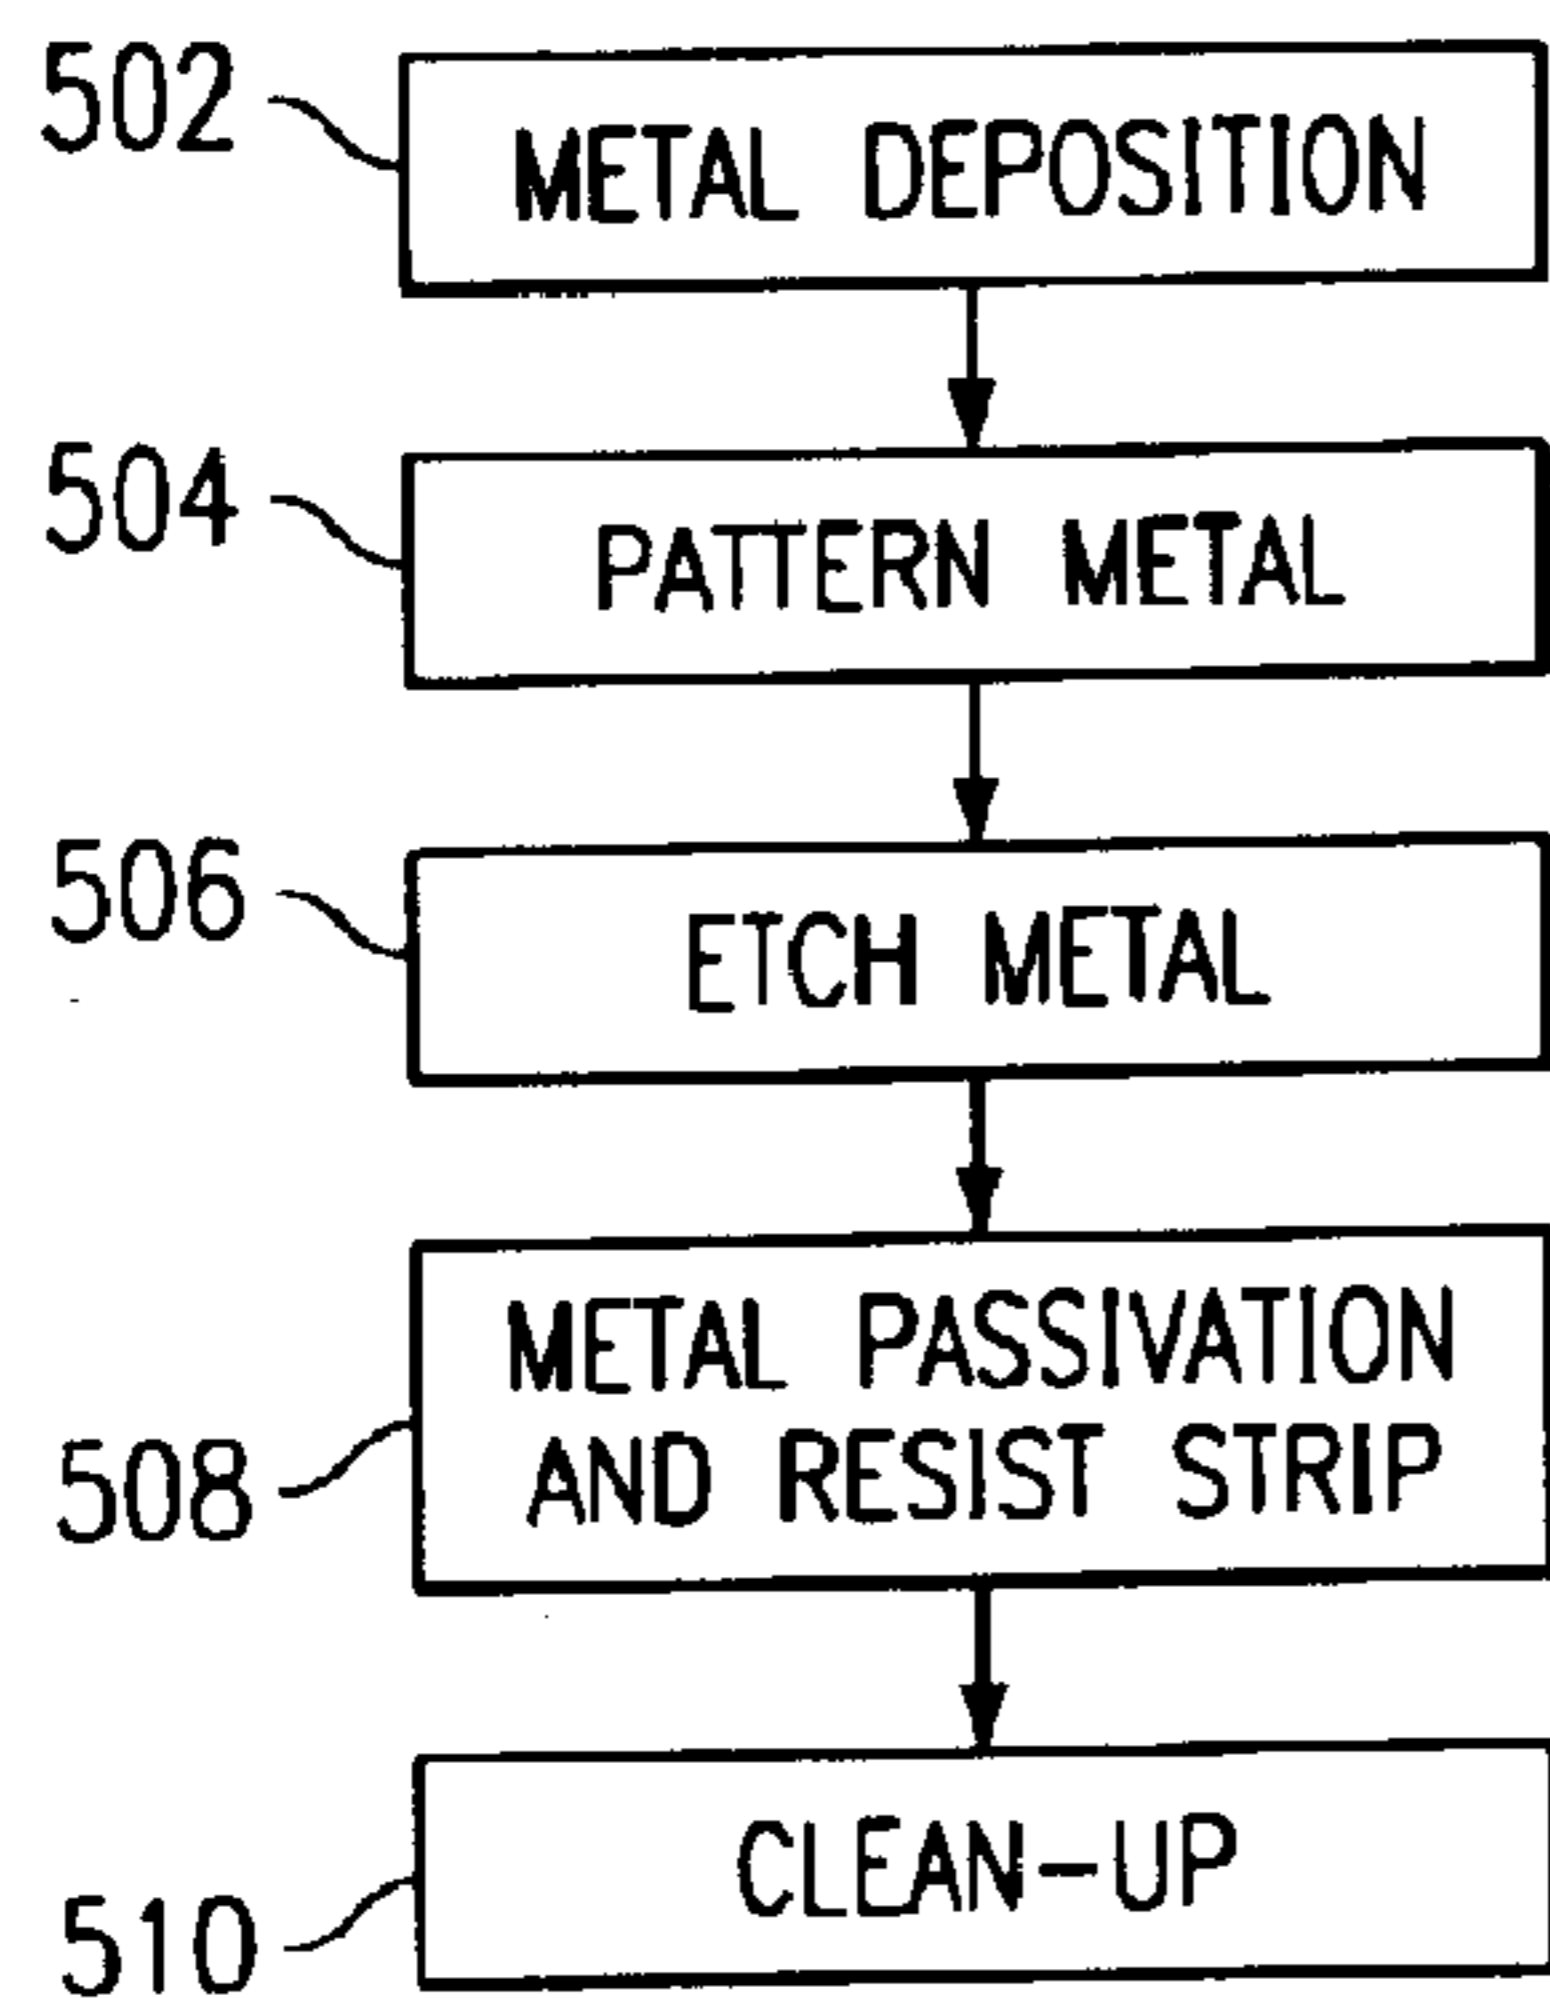 502
METAL DEPOSITION
504
PATTERN METAL
506
ETCH METAL
METAL PASSIVATION
AND RESIST STRIP
508
CLEAN-UP
510